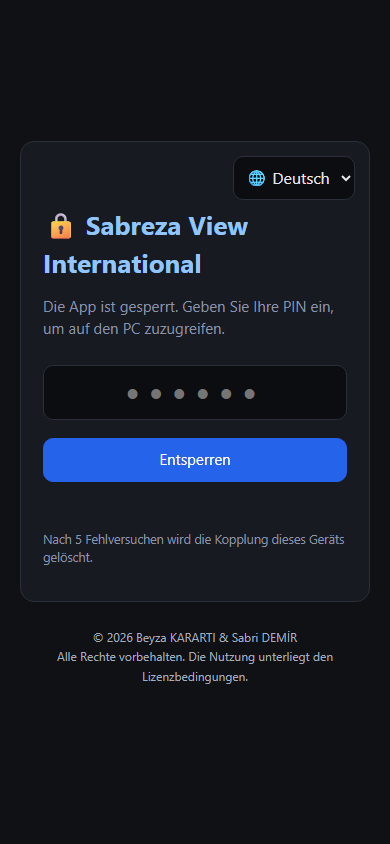 Deutsch
Sabreza View
International
Die App ist gesperrt. Geben Sie Ihre PIN ein,
um auf den PC zuzugreifen.
Entsperren
Nach 5 Fehlversuchen wird die Kopplung dieses Geräts
gelöscht.
© 2026 Beyza KARARTI & Sabri DEMİR
Alle Rechte vorbehalten. Die Nutzung unterliegt den
Lizenzbedingungen.